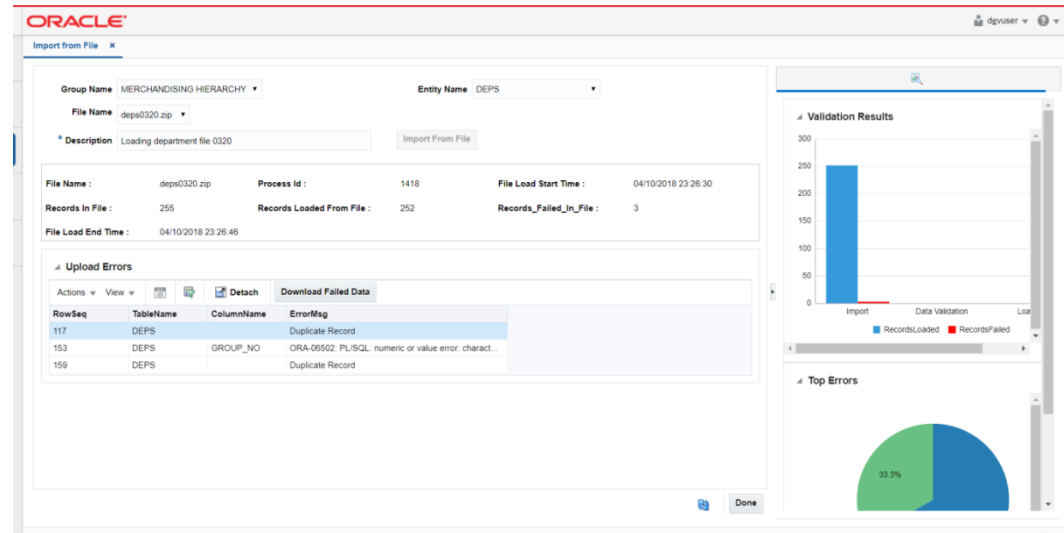 ORACLE
devuser
Import from File
Group Name MERCHANDISING HIERARCHY Entity Name DEPS
File Name deps0320.zip
* Description Loading department file 0320 Import From File
File Name : deps0320.zip Process Id : 1418 File Load Start Time : 04/10/2018 23:26:30
Records In File : 255 Records Loaded From File : 252 Records_Failed_In_File : 3
File Load End Time : 04/10/2018 23:26:46
Upload Errors
Actions View Detach Download Failed Data
RowSeq TableName ColumnName ErrorMsg
117 DEPS Duplicate Record
153 DEPS GROUP_NO ORA-06502: PL/SQL: numeric or value error: charact...
159 DEPS Duplicate Record
Done
Validation Results
300
250
200
150
100
50
0
Import Data Validation Loa
RecordsLoaded RecordsFailed
Top Errors
33.3%